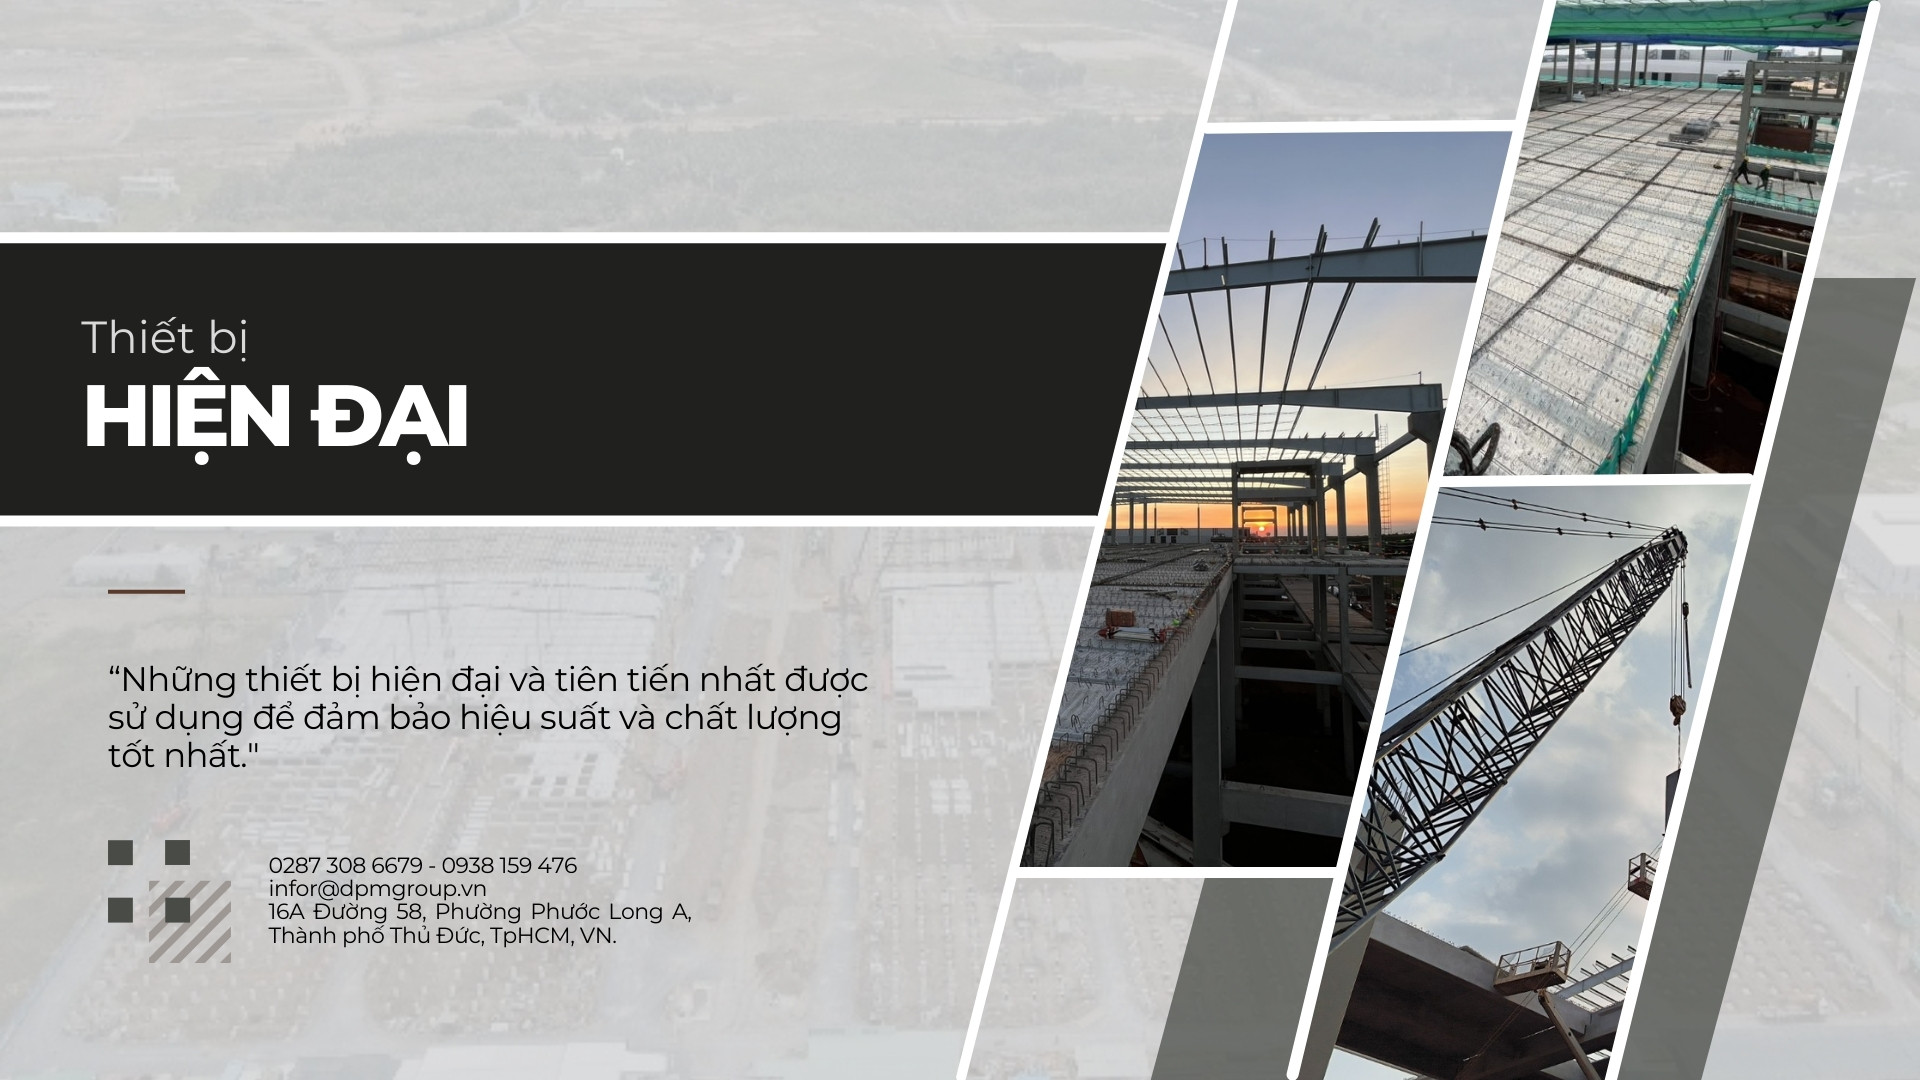 Thiết bị
HIỆN ĐẠI
“Những thiết bị hiện đại và tiên tiến nhất được
sử dụng để đảm bảo hiệu suất và chất lượng
tốt nhất."
0287 308 6679 - 0938 159 476
infor@dpmgroup.vn
16A Đường 58, Phường Phước Long A,
Thành phố Thủ Đức, TpHCM, VN.